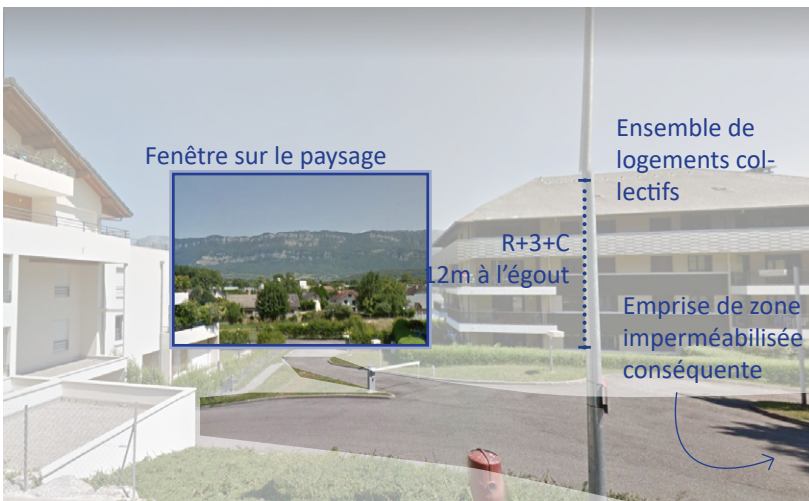 Fenêtre sur le paysage
Ensemble de
logements col-
lectifs
R+3+C
12m à l'égout
Emprise de zone
imperméabilisée
conséquente